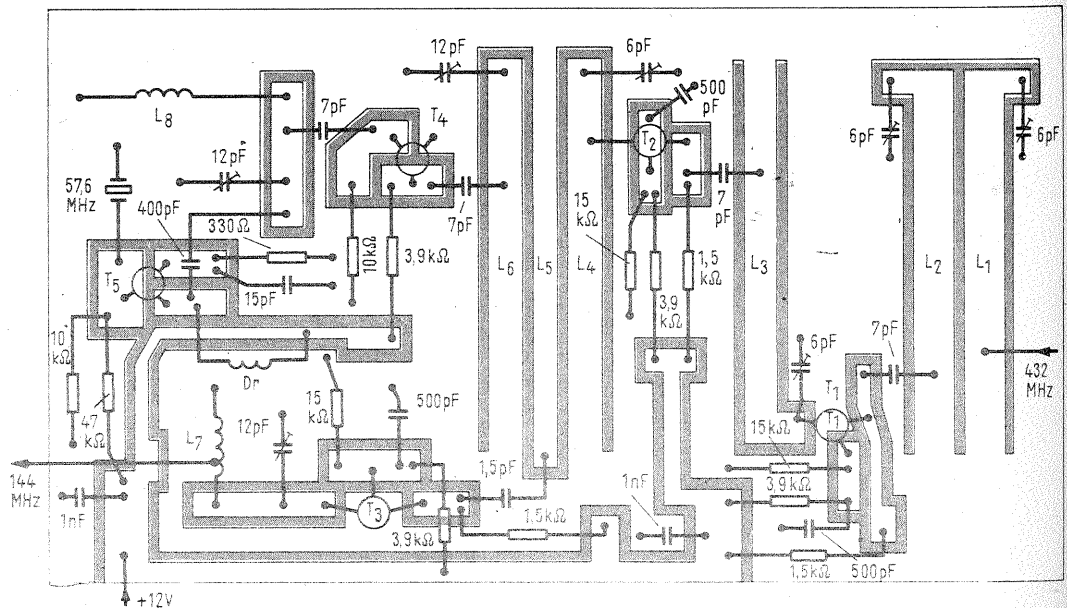 12pF
6pF
500
pF
L8
7pF
T4
T2
6pF
6pF
57,6
MHz
12pF
400pF
330Ω
7pF
7
pF
15
kΩ
10kΩ
3,9kΩ
L6
L5
L4
1,5
kΩ
L3
L2
L1
T5
15pF
3,9
kΩ
10
kΩ
6pF
7pF
432
MHz
Dr
T1
T1
47
kΩ
L7
12pF
15
kΩ
500pF
15kΩ
144
MHz
1,5pF
3,9kΩ
1nF
T3
3,9kΩ
1,5kΩ
1nF
1,5kΩ
500pF
+12V